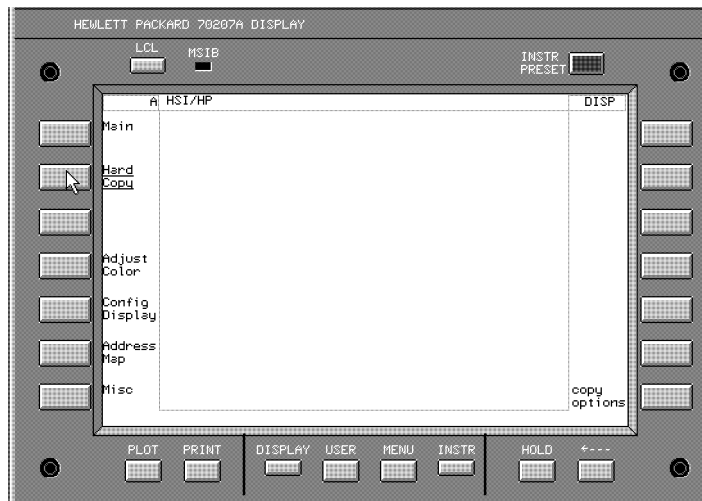 HEWLETT PACKARD 70207A DISPLAY
LCL
MSIB
INSTR
PRESET
A HSI/HP
DISP
Main
Hard
Copy
Adjust
Color
Config
Display
Address
Map
Misc
copy
options
PLOT PRINT DISPLAY USER MENU INSTR HOLD ←---